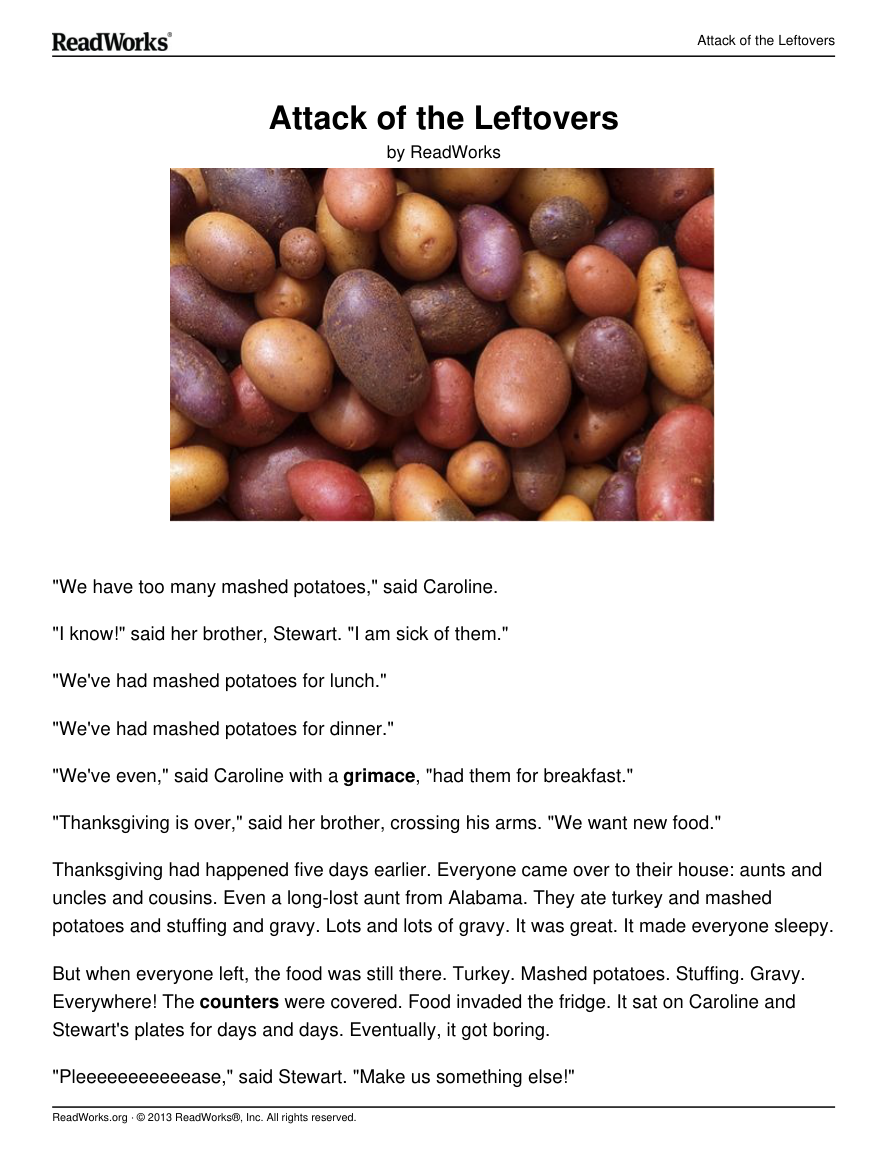 ReadWorks®
Attack of the Leftovers
Attack of the Leftovers
by ReadWorks
"We have too many mashed potatoes," said Caroline.
"I know!" said her brother, Stewart. "I am sick of them."
"We've had mashed potatoes for lunch."
"We've had mashed potatoes for dinner."
"We've even," said Caroline with a grimace, "had them for breakfast."
"Thanksgiving is over," said her brother, crossing his arms. "We want new food."
Thanksgiving had happened five days earlier. Everyone came over to their house: aunts and
uncles and cousins. Even a long-lost aunt from Alabama. They ate turkey and mashed
potatoes and stuffing and gravy. Lots and lots of gravy. It was great. It made everyone sleepy.
But when everyone left, the food was still there. Turkey. Mashed potatoes. Stuffing. Gravy.
Everywhere! The counters were covered. Food invaded the fridge. It sat on Caroline and
Stewart's plates for days and days. Eventually, it got boring.
"Pleeeeeeeeeeease," said Stewart. "Make us something else!"
ReadWorks.org · © 2013 ReadWorks®, Inc. All rights reserved.